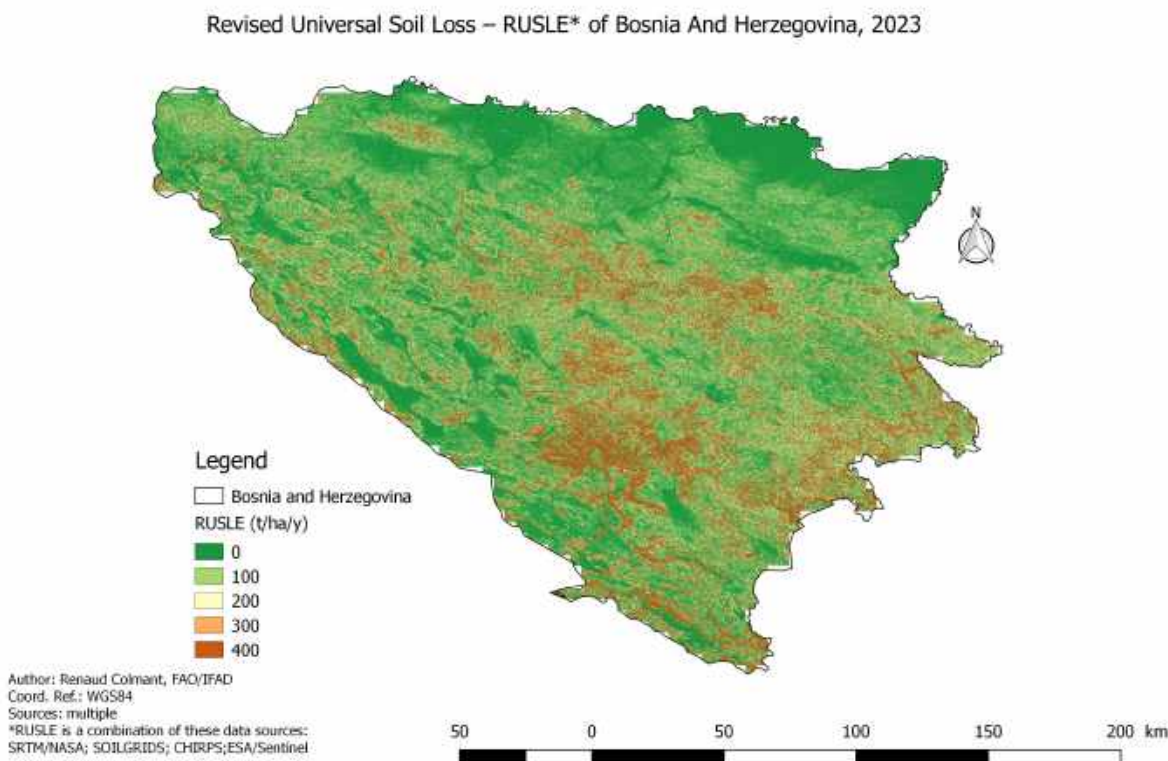 Revised Universal Soil Loss – RUSLE* of Bosnia And Herzegovina, 2023
N
Legend
Bosnia and Herzegovina
RUSLE (t/ha/y)
0
100
200
300
400
Author: Renaud Colmant, FAO/IFAD
Coord. Ref.: WGS84
Sources: multiple
*RUSLE is a combination of these data sources:
SRTM/NASA; SOILGRIDS; CHIRPS;ESA/Sentinel
50 0 50 100 150 200 km